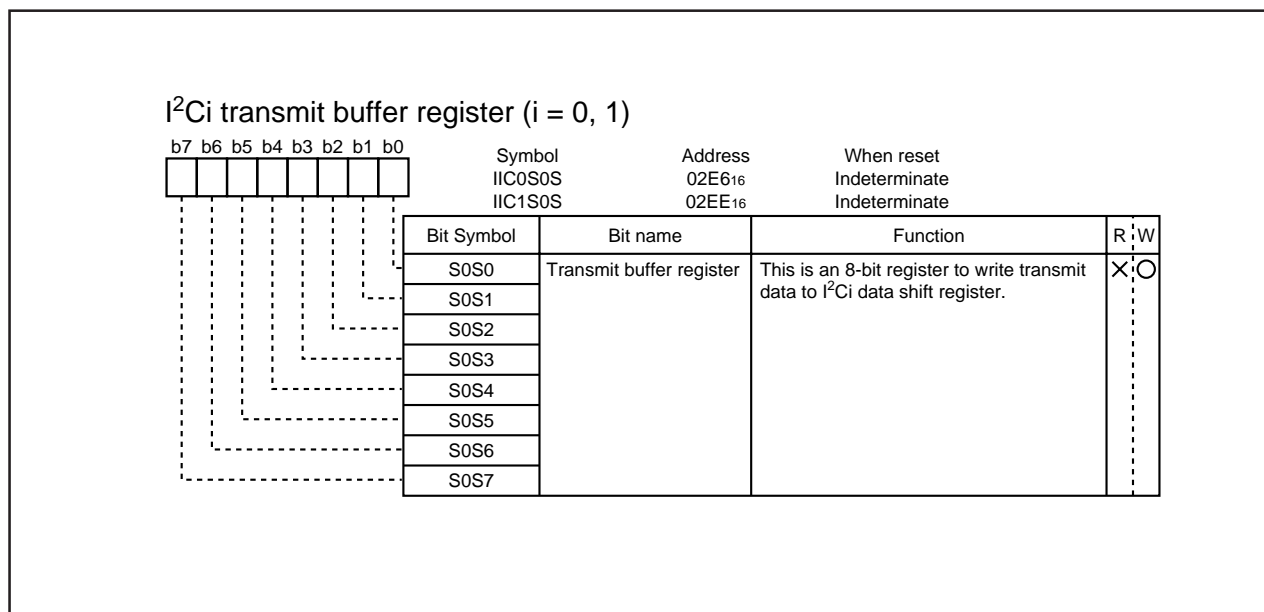 I²Ci transmit buffer register (i = 0, 1)
b7 b6 b5 b4 b3 b2 b1 b0
Symbol Address When reset
IIC0S0S 02E6₁₆ Indeterminate
IIC1S0S 02EE₁₆ Indeterminate
Bit Symbol Bit name Function R W
S0S0 Transmit buffer register This is an 8-bit register to write transmit
data to I²Ci data shift register.
S0S1
S0S2
S0S3
S0S4
S0S5
S0S6
S0S7